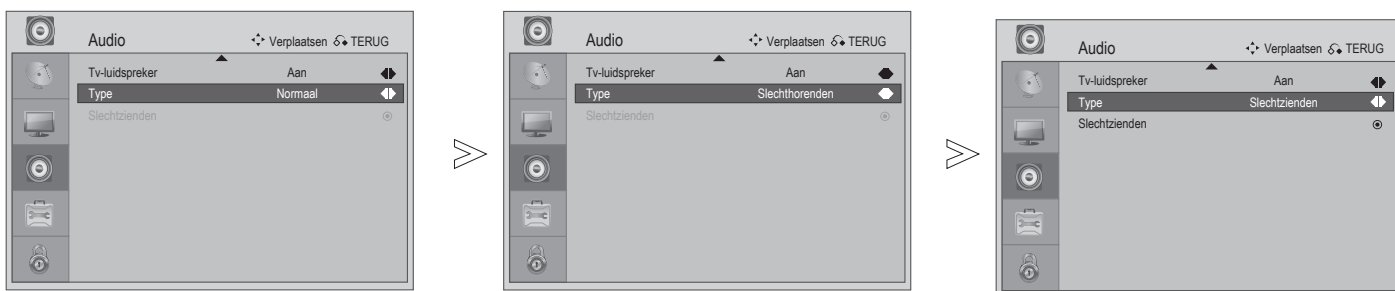 Audio Verplaatsen TERUG
Tv-luidspreker Aan
Type Normaal
Slechtzienden
Audio Verplaatsen TERUG
Tv-luidspreker Aan
Type Slechthorenden
Slechtzienden
Audio Verplaatsen TERUG
Tv-luidspreker Aan
Type Slechtzienden
Slechtzienden